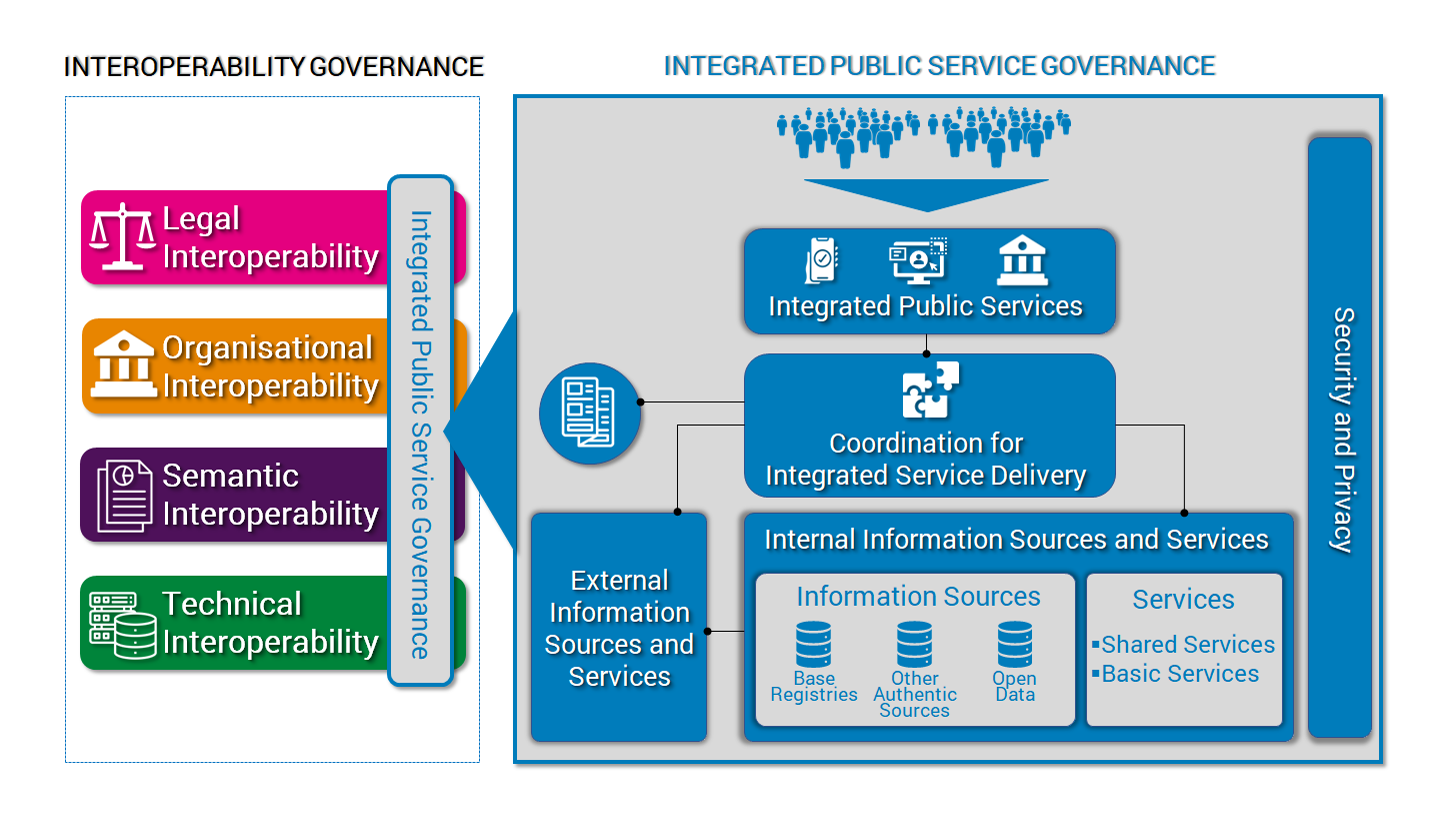 INTEROPERABILITY GOVERNANCE
Legal
Interoperability
Organisational
Interoperability
Semantic
Interoperability
Technical
Interoperability
Integrated Public Service Governance
INTEGRATED PUBLIC SERVICE GOVERNANCE
Integrated Public Services
Coordination for
Integrated Service Delivery
External
Information
Sources and
Services
Internal Information Sources and Services
Information Sources
Base
Registries
Other
Authentic
Sources
Open
Data
Services
▪Shared Services
▪Basic Services
Security and Privacy